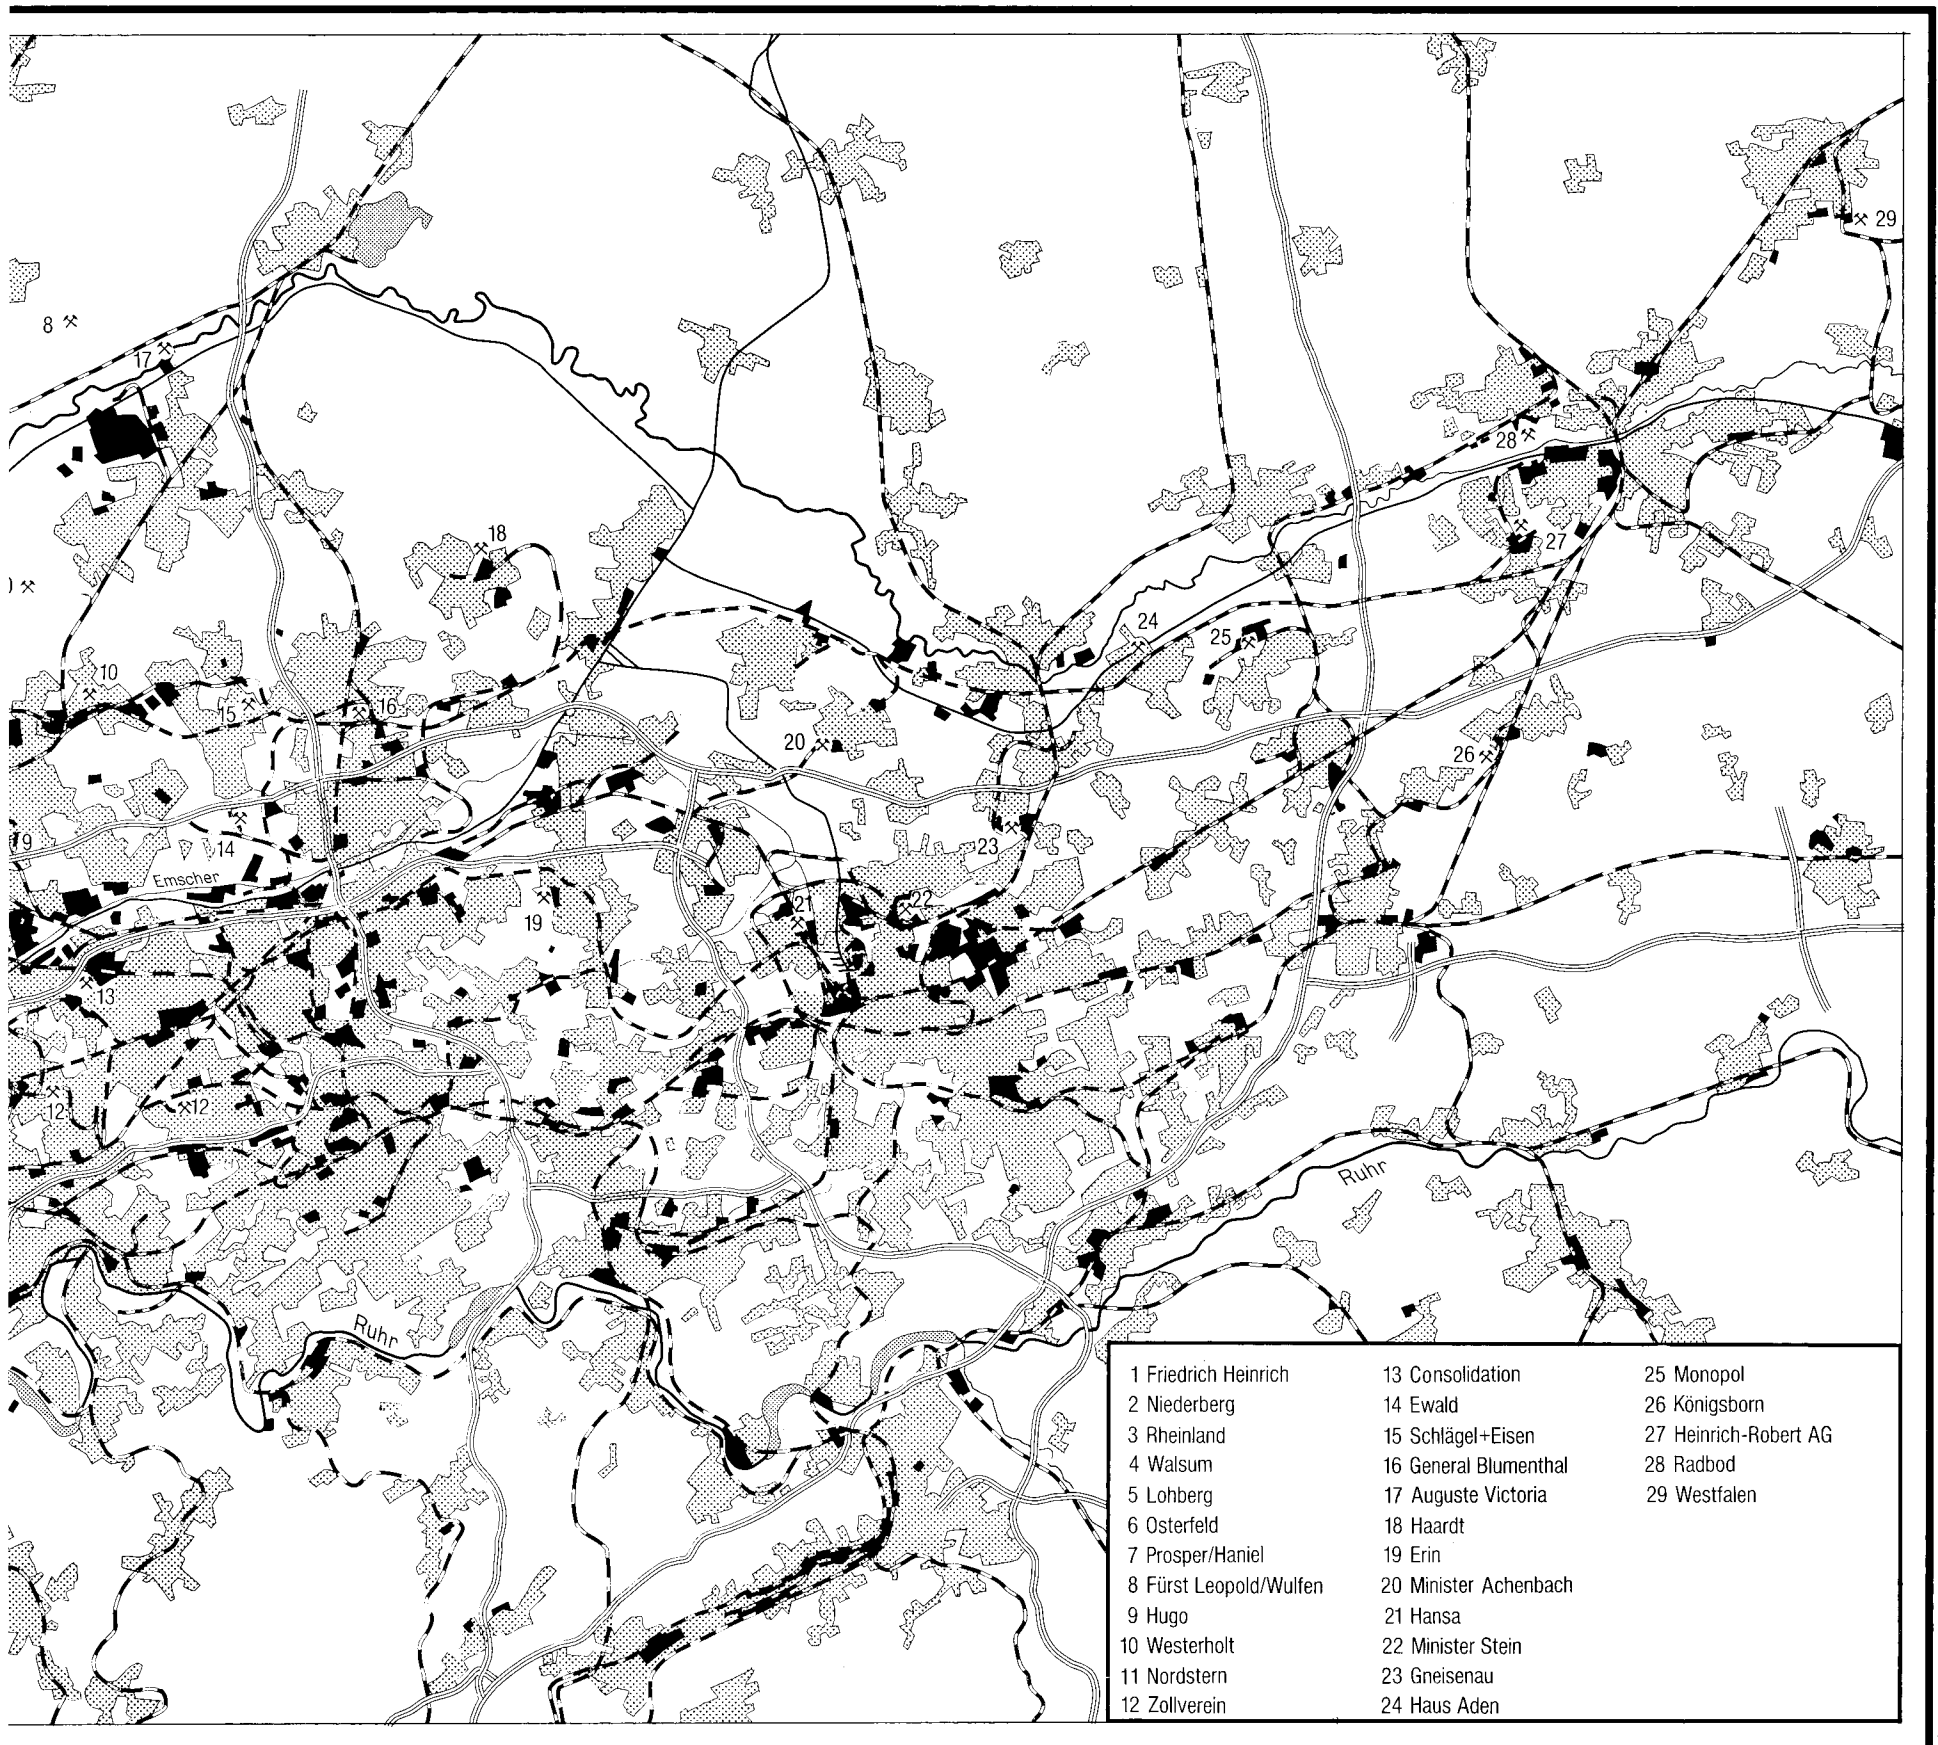 29
8
17
28
18
27
24
25
10
15
16
20
26
9
14
23
Emscher
19
21
22
13
12
12
Ruhr
Ruhr
1 Friedrich Heinrich
2 Niederberg
3 Rheinland
4 Walsum
5 Lohberg
6 Osterfeld
7 Prosper/Haniel
8 Fürst Leopold/Wulfen
9 Hugo
10 Westerholt
11 Nordstern
12 Zollverein
13 Consolidation
14 Ewald
15 Schlägel+Eisen
16 General Blumenthal
17 Auguste Victoria
18 Haardt
19 Erin
20 Minister Achenbach
21 Hansa
22 Minister Stein
23 Gneisenau
24 Haus Aden
25 Monopol
26 Königsborn
27 Heinrich-Robert AG
28 Radbod
29 Westfalen